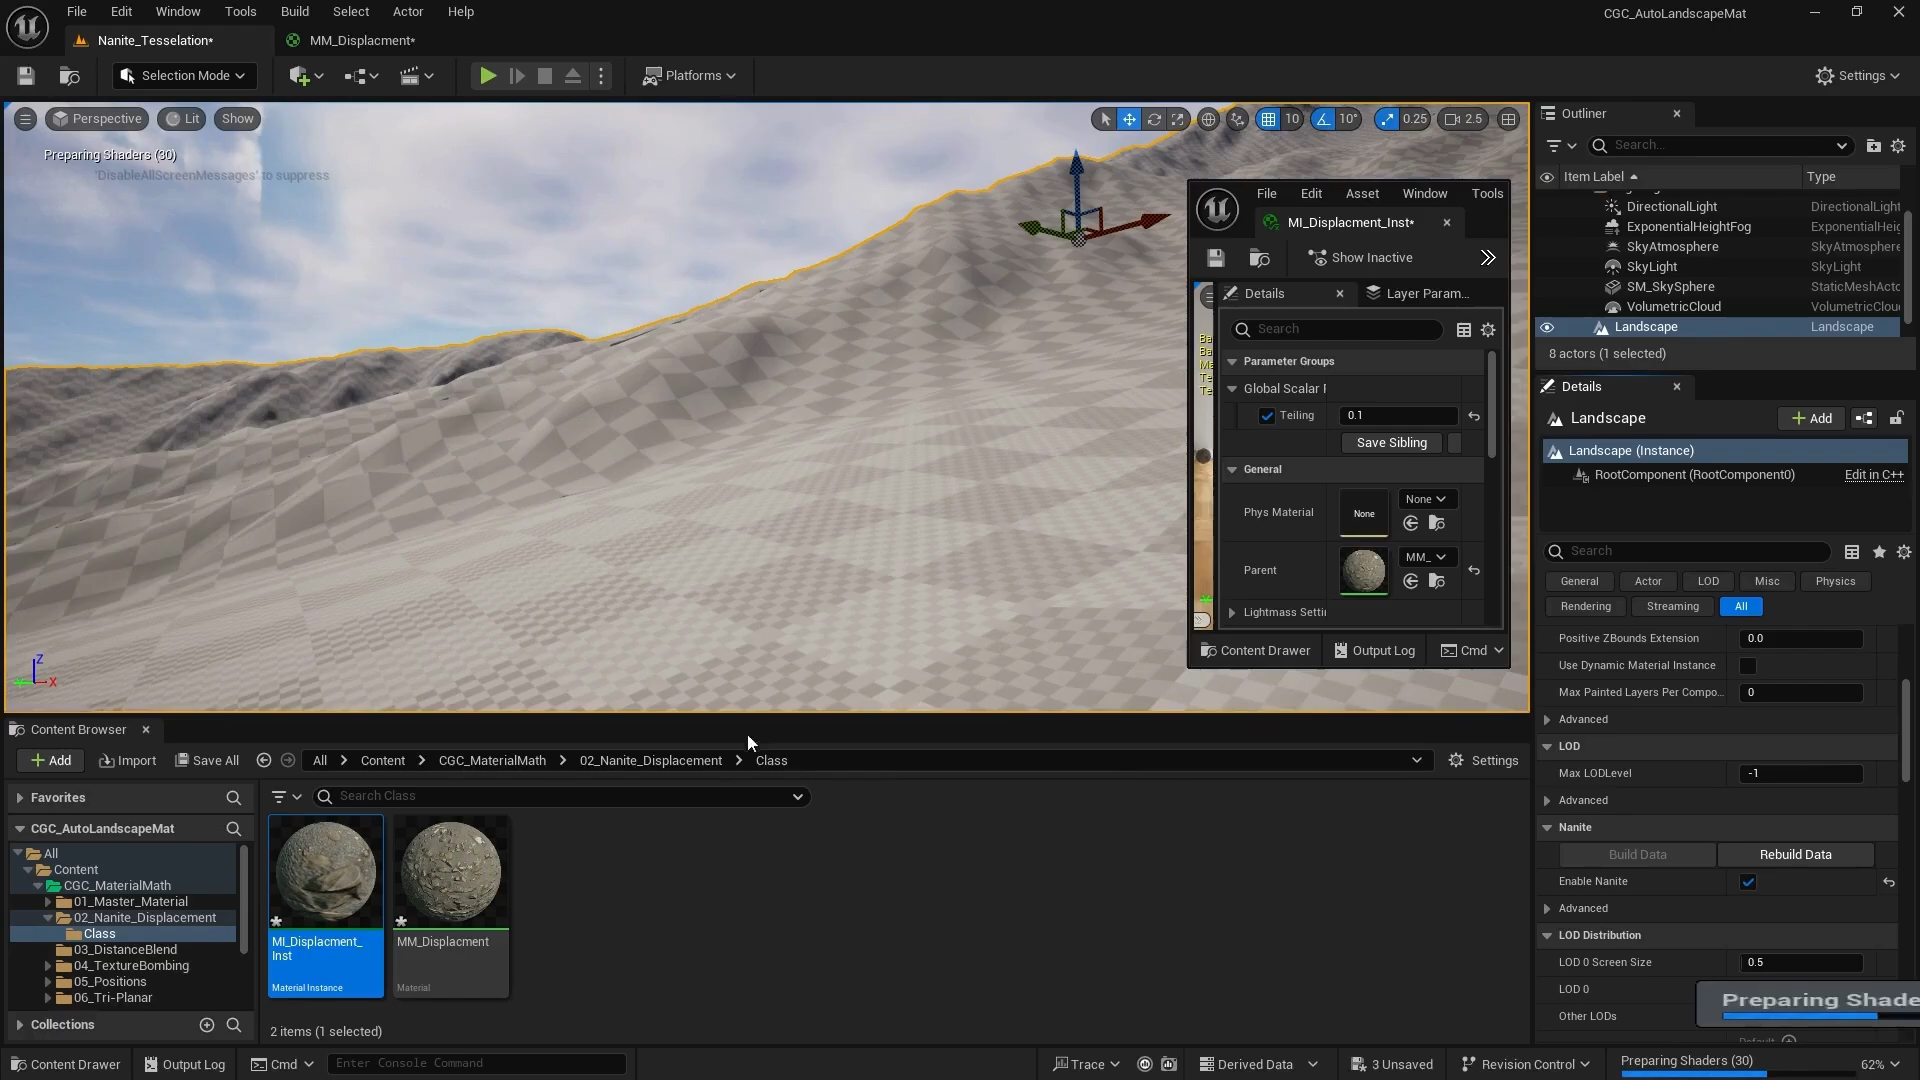 File Edit Window Tools Build Select Actor Help
CGC_AutoLandscapeMat
Nanite_Tesselation*
MM_Displacment*
Selection Mode
Platforms
Settings
Perspective
Lit
Show
10
10°
0.25
2.5
Preparing Shaders (30)
'DisableAllScreenMessages' to suppress
File Edit Asset Window Tools
MI_Displacment_Inst*
Show Inactive
Details
Layer Param...
Search
Parameter Groups
Global Scalar
Teiling
0.1
Save Sibling
General
Phys Material
None
None
Parent
MM_
Lightmass Setti
Content Drawer
Output Log
Cmd
Outliner
Search...
Item Label
Type
DirectionalLight
DirectionalLight
ExponentialHeightFog
ExponentialHeig
SkyAtmosphere
SkyAtmosphere
SkyLight
SkyLight
SM_SkySphere
StaticMeshActo
VolumetricCloud
VolumetricClou
Landscape
Landscape
8 actors (1 selected)
Details
Landscape
Add
Landscape (Instance)
RootComponent (RootComponent0)
Edit in C++
Search
General
Actor
LOD
Misc
Physics
Rendering
Streaming
All
Positive ZBounds Extension
0.0
Use Dynamic Material Instance
Max Painted Layers Per Compo...
0
Advanced
LOD
Max LODLevel
-1
Advanced
Nanite
Build Data
Rebuild Data
Enable Nanite
Advanced
LOD Distribution
LOD 0 Screen Size
0.5
LOD 0
Other LODs
Preparing Shade
Content Browser
Add
Import
Save All
All > Content > CGC_MaterialMath > 02_Nanite_Displacement > Class
Settings
Favorites
CGC_AutoLandscapeMat
All
Content
CGC_MaterialMath
01_Master_Material
02_Nanite_Displacement
Class
03_DistanceBlend
04_TextureBombing
05_Positions
06_Tri-Planar
Collections
Search Class
MI_Displacment_
Inst
Material Instance
MM_Displacment
Material
2 items (1 selected)
Content Drawer
Output Log
Cmd
Enter Console Command
Trace
Derived Data
3 Unsaved
Revision Control
Preparing Shaders (30)
62%